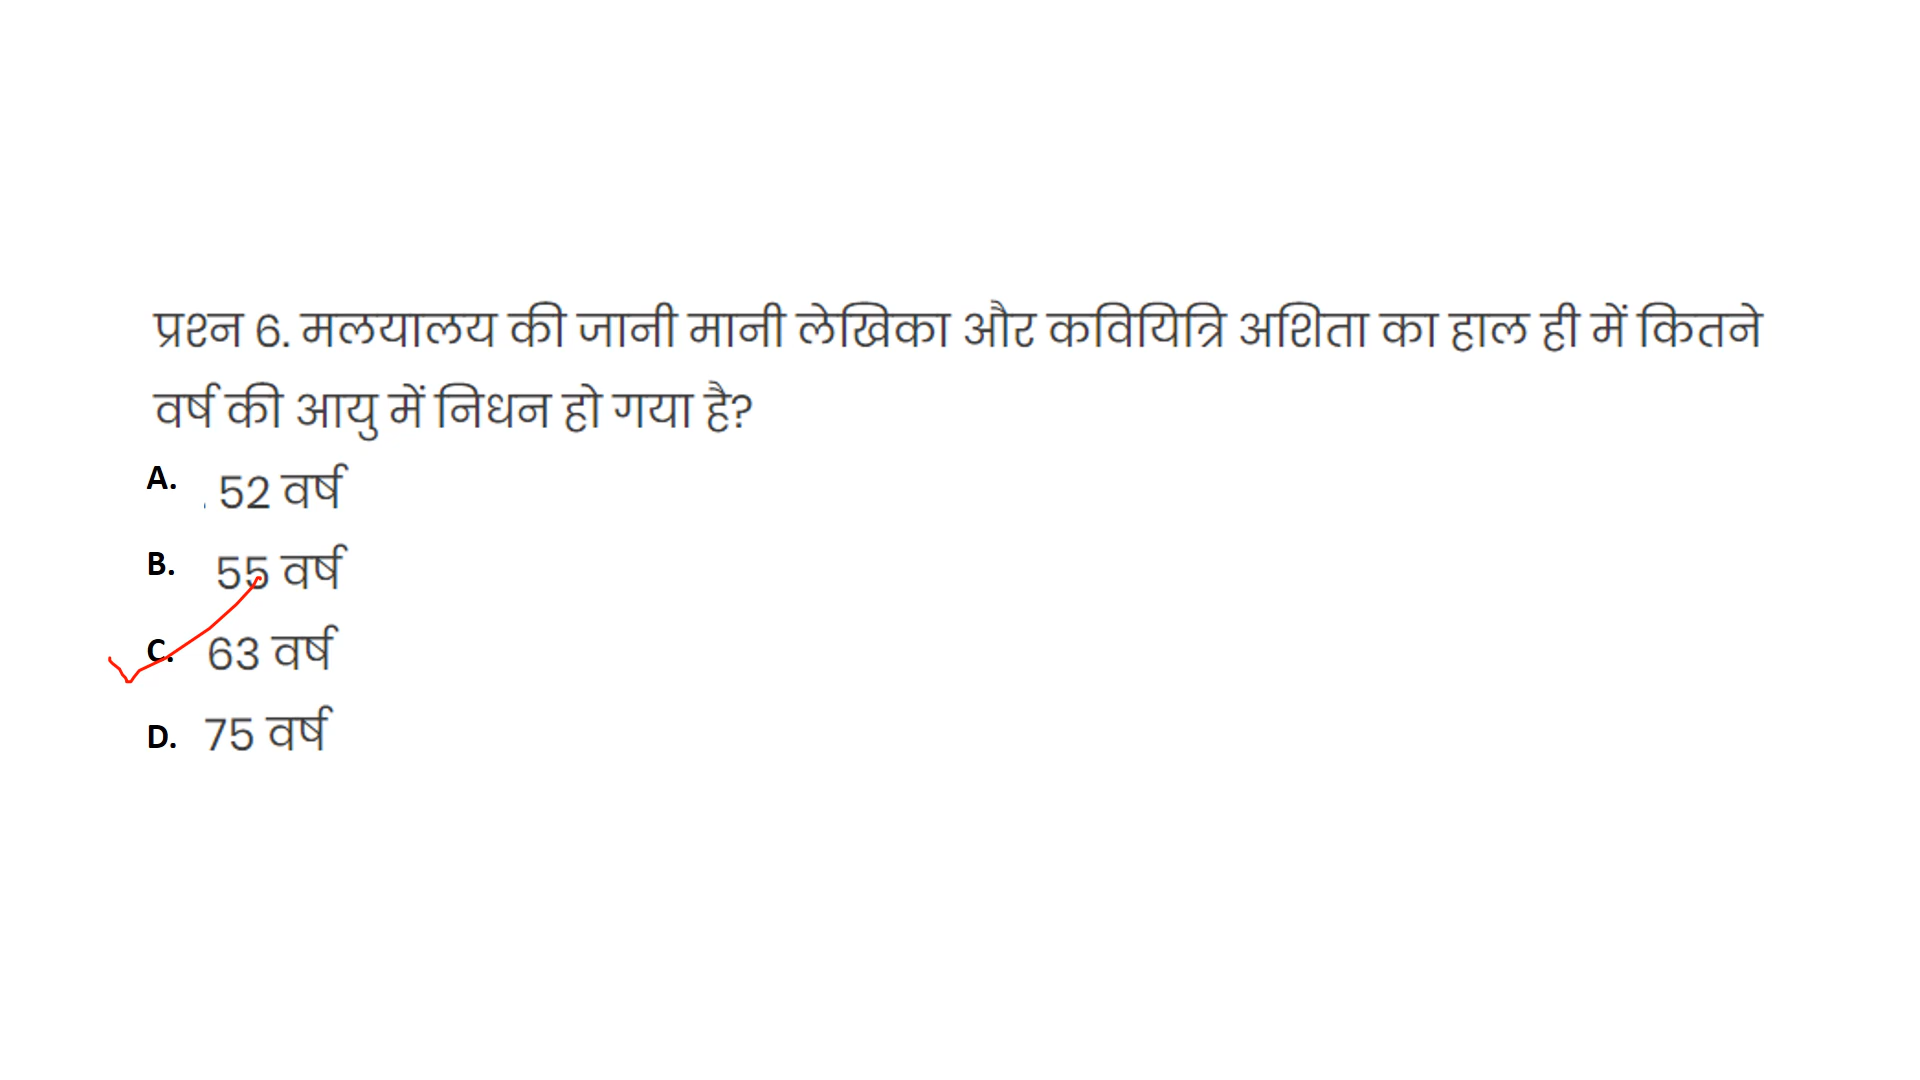 प्रश्न 6. मलयालय की जानी मानी लेखिका और कवियित्रि अशिता का हाल ही में कितने
वर्ष की आयु में निधन हो गया है?
A. . 52 वर्ष
B. 55 वर्ष
C. 63 वर्ष
D. 75 वर्ष